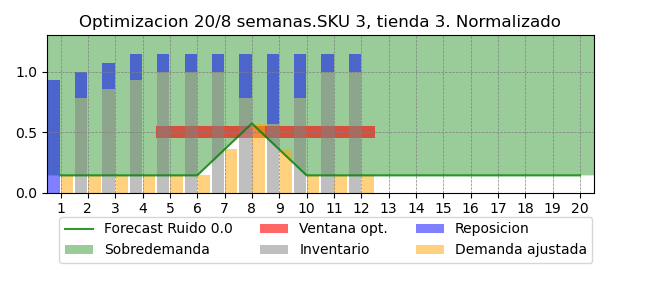 Optimizacion 20/8 semanas.SKU 3, tienda 3. Normalizado
1.0
0.5
0.0
1 2 3 4 5 6 7 8 9 10 11 12 13 14 15 16 17 18 19 20
Forecast Ruido 0.0 Ventana opt. Reposicion
Sobredemanda Inventario Demanda ajustada